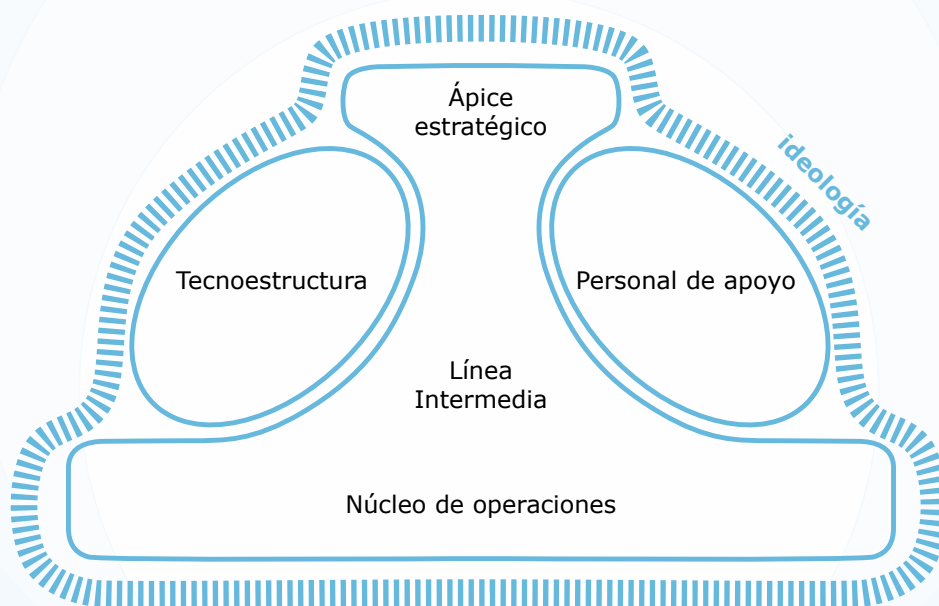 Ápice
estratégico
ideología
Tecnoestructura
Personal de apoyo
Línea
Intermedia
Núcleo de operaciones